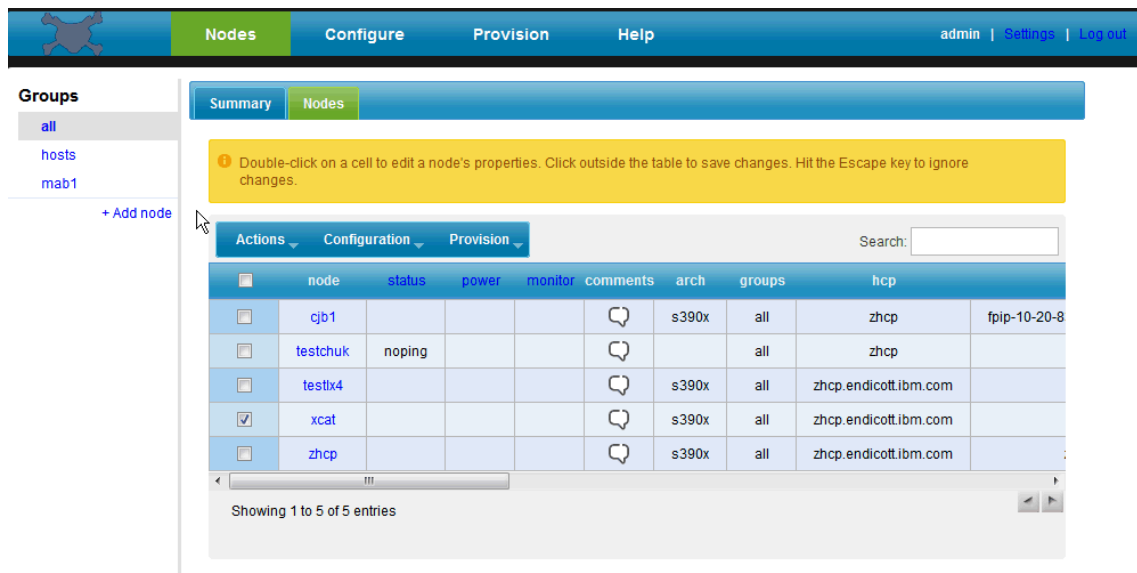 Nodes Configure Provision Help admin | Settings | Log out
Groups
all
hosts
mab1
+ Add node
Summary Nodes
Double-click on a cell to edit a node's properties. Click outside the table to save changes. Hit the Escape key to ignore
changes.
Actions Configuration Provision Search:
node status power monitor comments arch groups hcp
cjb1 s390x all zhcp fpip-10-20-8
testchuk noping all zhcp
testlx4 s390x all zhcp.endicott.ibm.com
xcat s390x all zhcp.endicott.ibm.com
zhcp s390x all zhcp.endicott.ibm.com
Showing 1 to 5 of 5 entries